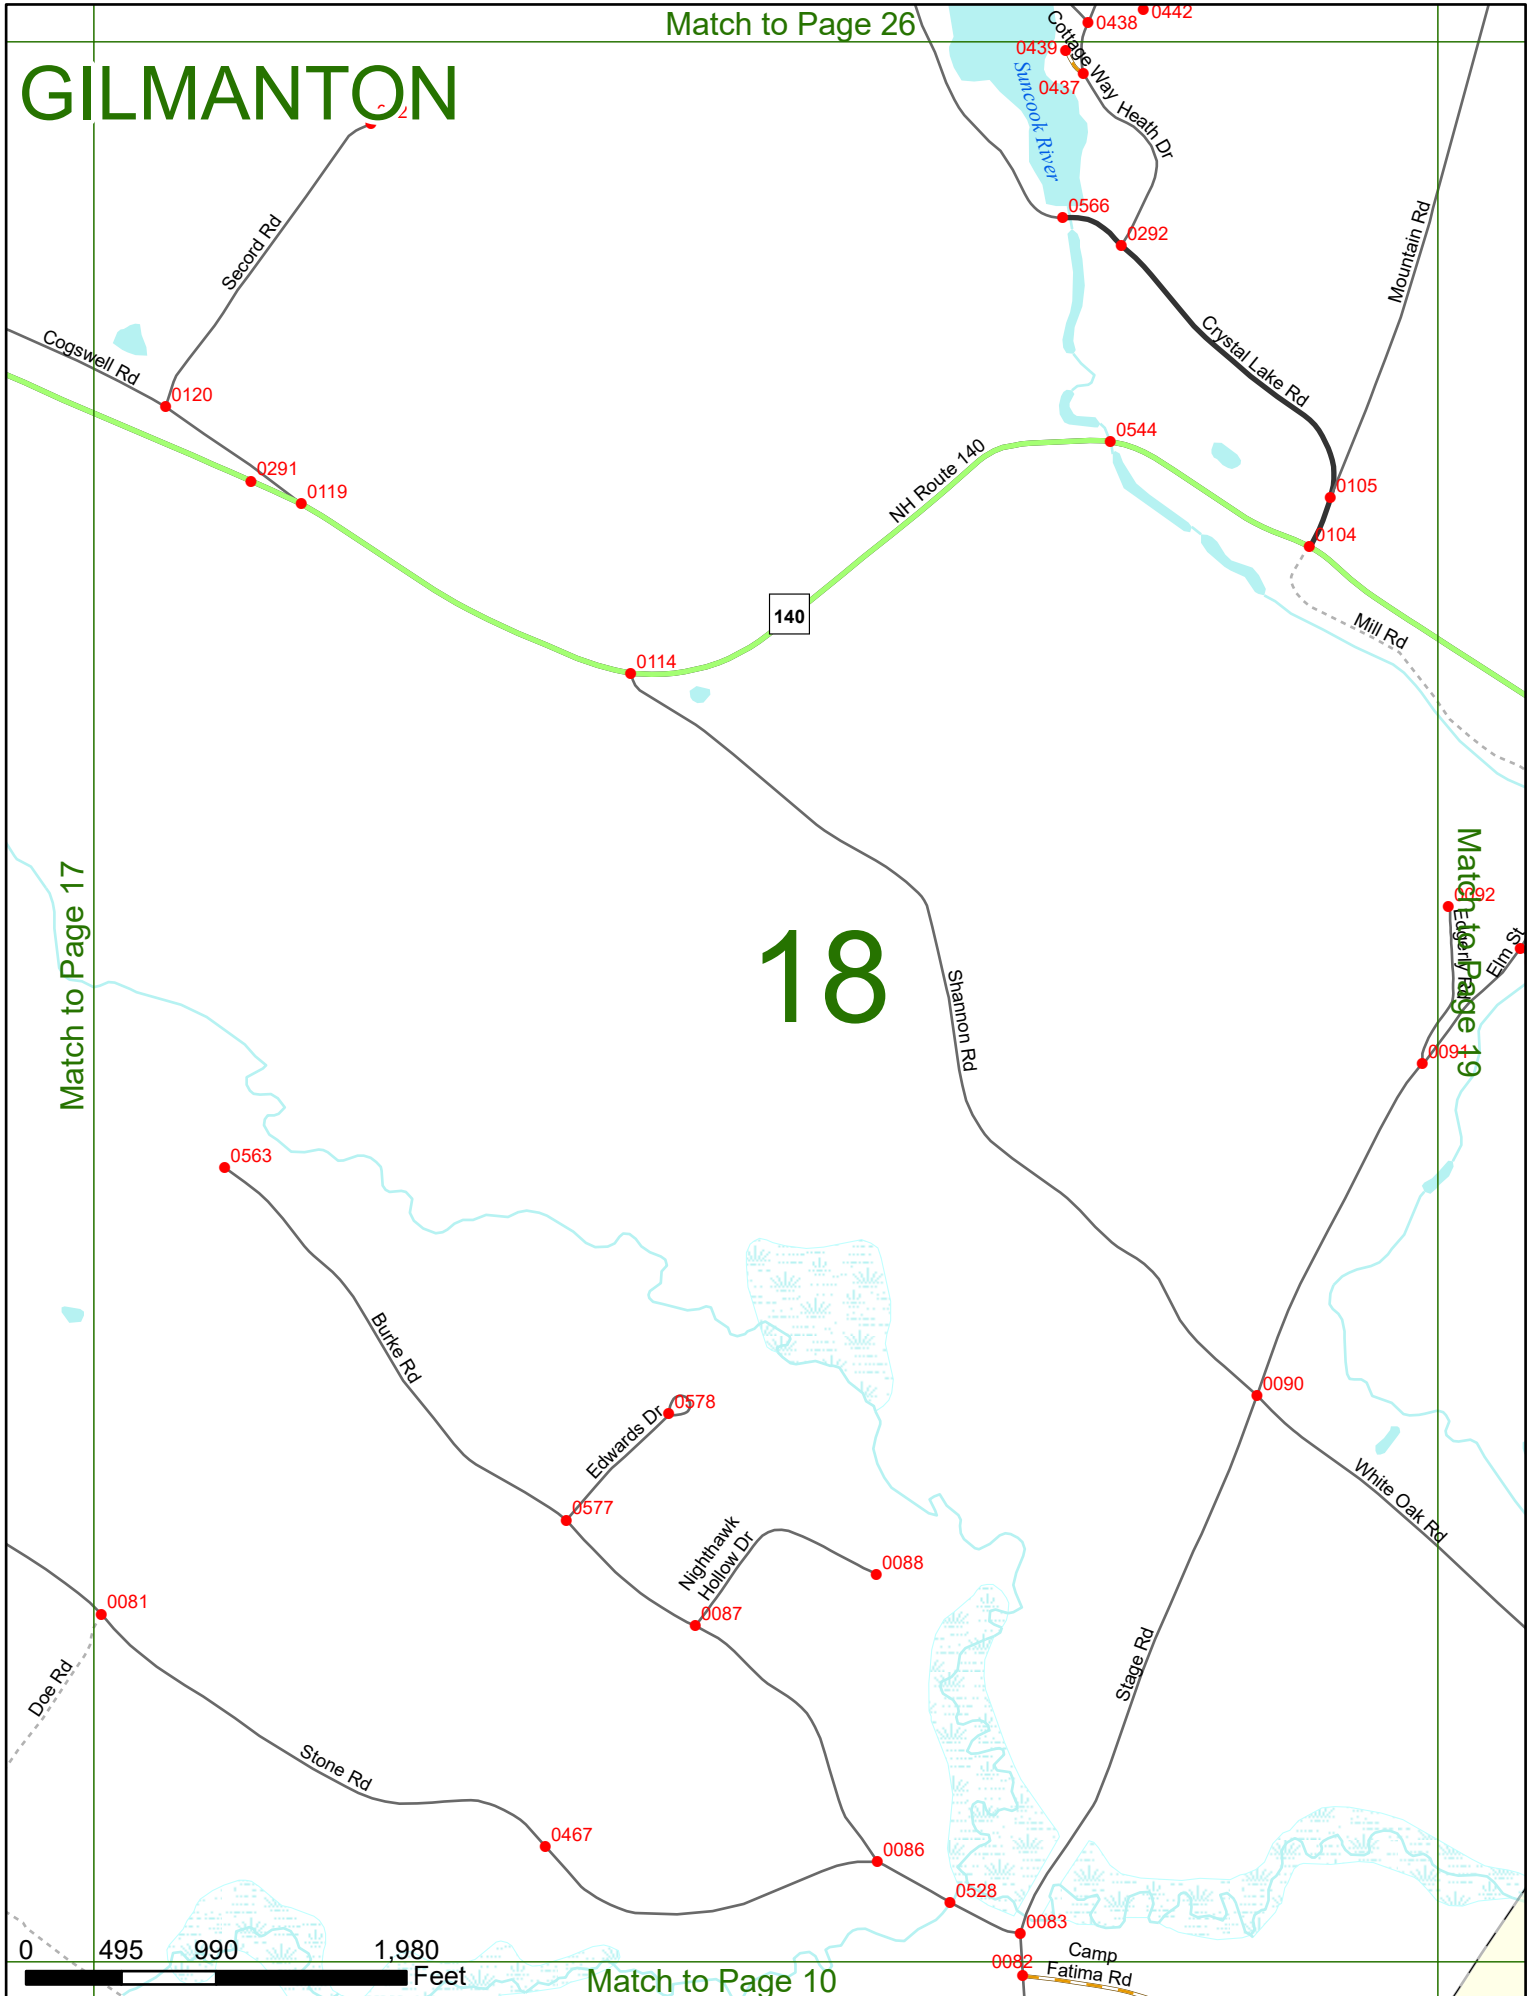 Match to Page 26
0442
0438
0439
Cottage Way
0437
GILMANTON
Suncook River
Heath Dr
0566
0292
Mountain Rd
Secord Rd
Crystal Lake Rd
Cogswell Rd
0120
0544
NH Route 140
0291
0119
0105
0104
140
Mill Rd
0114
Match to Page 17
Match to Page 19
0092
Edgerly Rd
Elm St
18
Shannon Rd
0091
0563
Burke Rd
0090
0578
Edwards Dr
White Oak Rd
0577
Nighthawk
Hollow Dr
0088
0081
0087
Doe Rd
Stage Rd
Stone Rd
0467
0086
0528
0083
0 495 990 1,980
Feet
Camp
Fatima Rd
0082
Match to Page 10